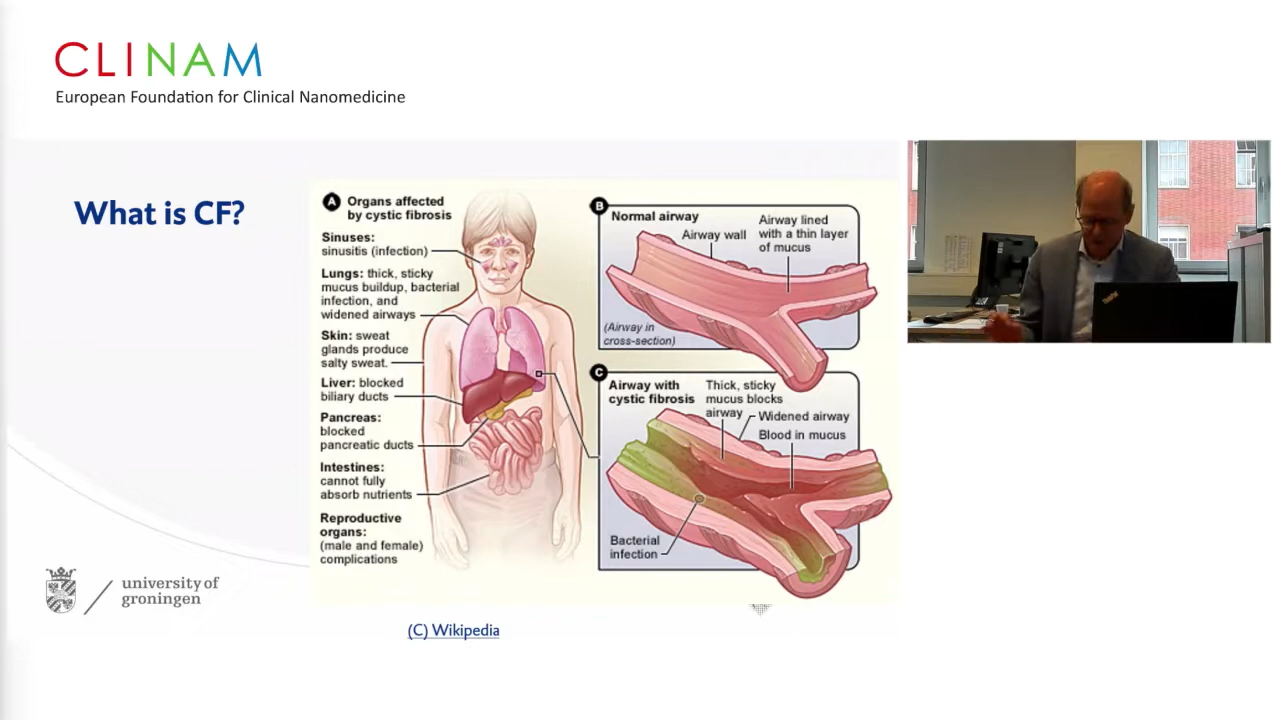 CLINAM
European Foundation for Clinical Nanomedicine
What is CF?
A
Organs affected
by cystic fibrosis
Sinuses:
sinusitis (infection)
Lungs: thick, sticky
mucus buildup, bacterial
infection, and
widened airways
Skin: sweat
glands produce
salty sweat.
Liver: blocked
biliary ducts
Pancreas:
blocked
pancreatic ducts
Intestines:
cannot fully
absorb nutrients
Reproductive
organs:
(male and female)
complications
B
Normal airway
Airway wall
Airway lined
with a thin layer
of mucus
(Airway in
cross-section)
C
Airway with
cystic fibrosis
Thick, sticky
mucus blocks
airway
Widened airway
Blood in mucus
Bacterial
infection
university of
groningen
(C) Wikipedia
ThinkPad